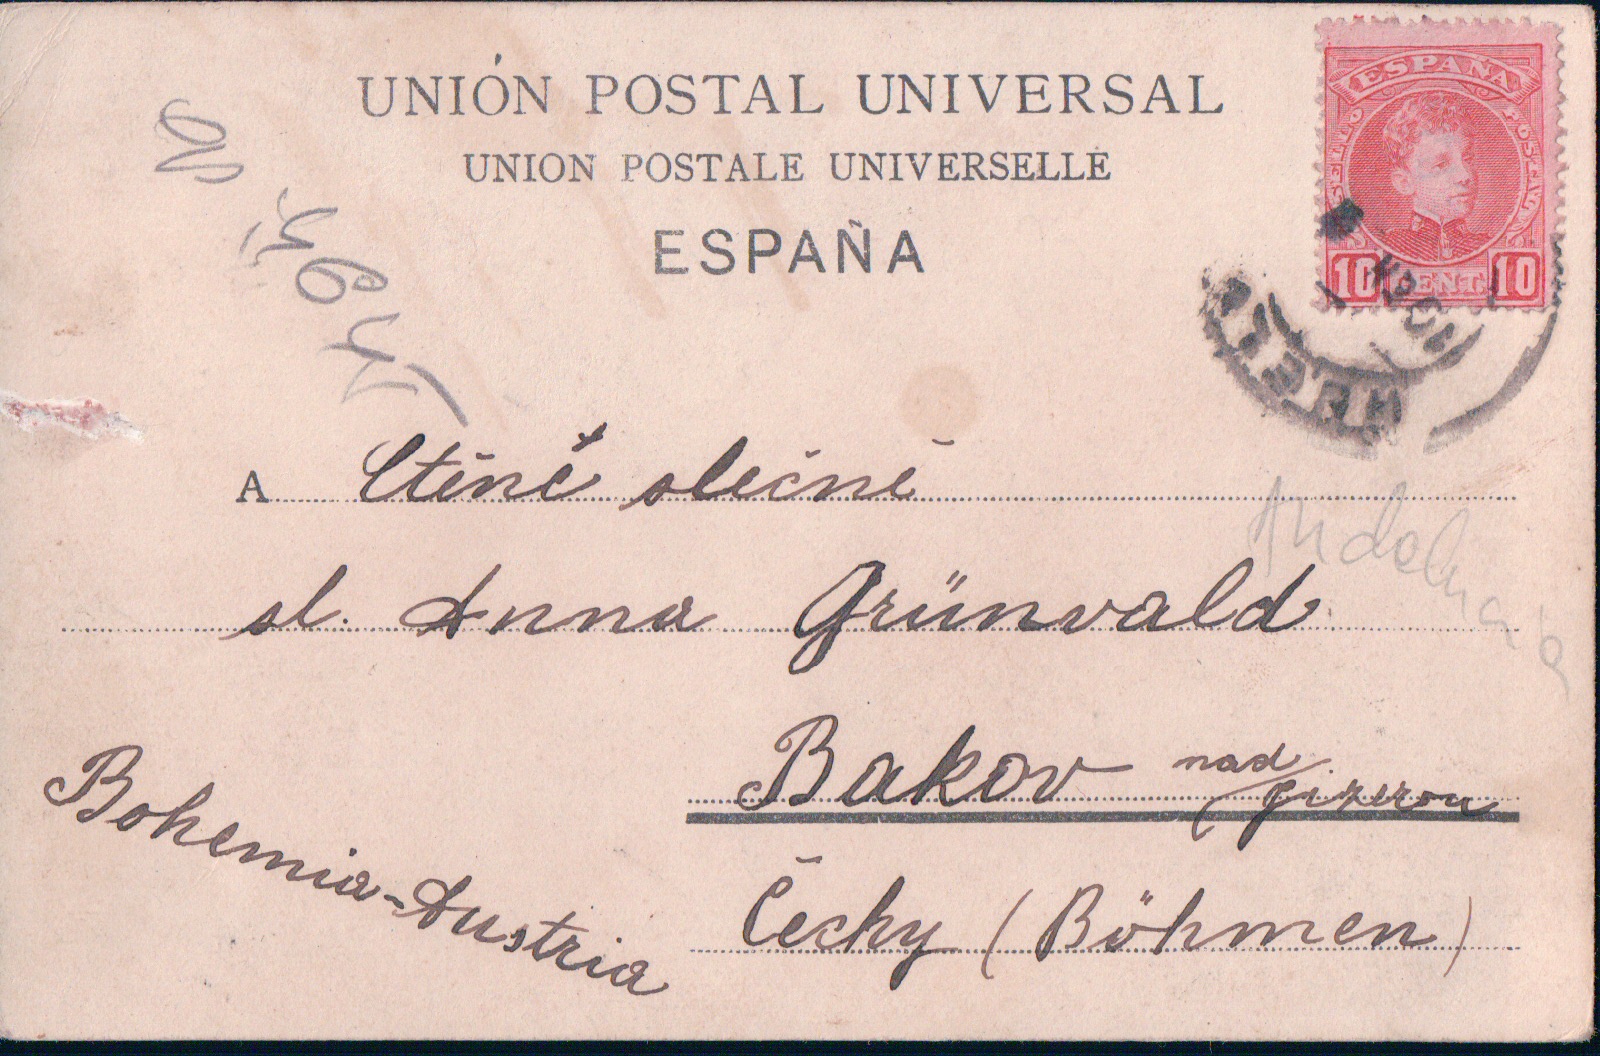 UNIÓN POSTAL UNIVERSAL
UNION POSTALE UNIVERSELLE
ESPAÑA
ESPAÑA
10 CENT. 10
A Ctěné slečně
sl. Anna Grünvald
Bakov nad Jizerou
Čechy (Böhmen)
Bohemia-Austria